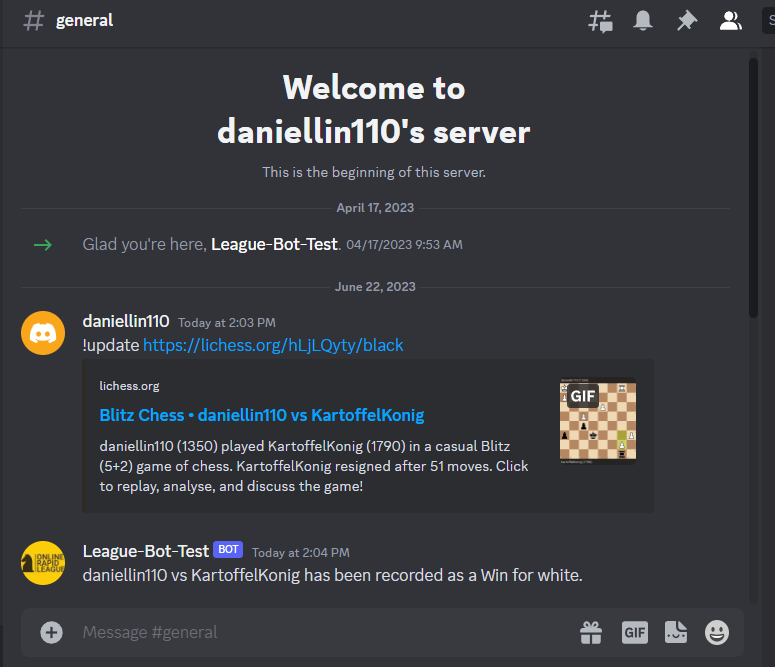 # general
S
Welcome to
daniellin110's server
This is the beginning of this server.
April 17, 2023
Glad you're here, League-Bot-Test. 04/17/2023 9:53 AM
June 22, 2023
daniellin110 Today at 2:03 PM
!update https://lichess.org/hLjLQyty/black
lichess.org
Blitz Chess • daniellin110 vs KartoffelKonig
GIF
daniellin110 (1350) played KartoffelKonig (1790) in a casual Blitz
(5+2) game of chess. KartoffelKonig resigned after 51 moves. Click
to replay, analyse, and discuss the game!
ONLINE
RAPID
LEAGUE
League-Bot-Test BOT Today at 2:04 PM
daniellin110 vs KartoffelKonig has been recorded as a Win for white.
Message #general
GIF